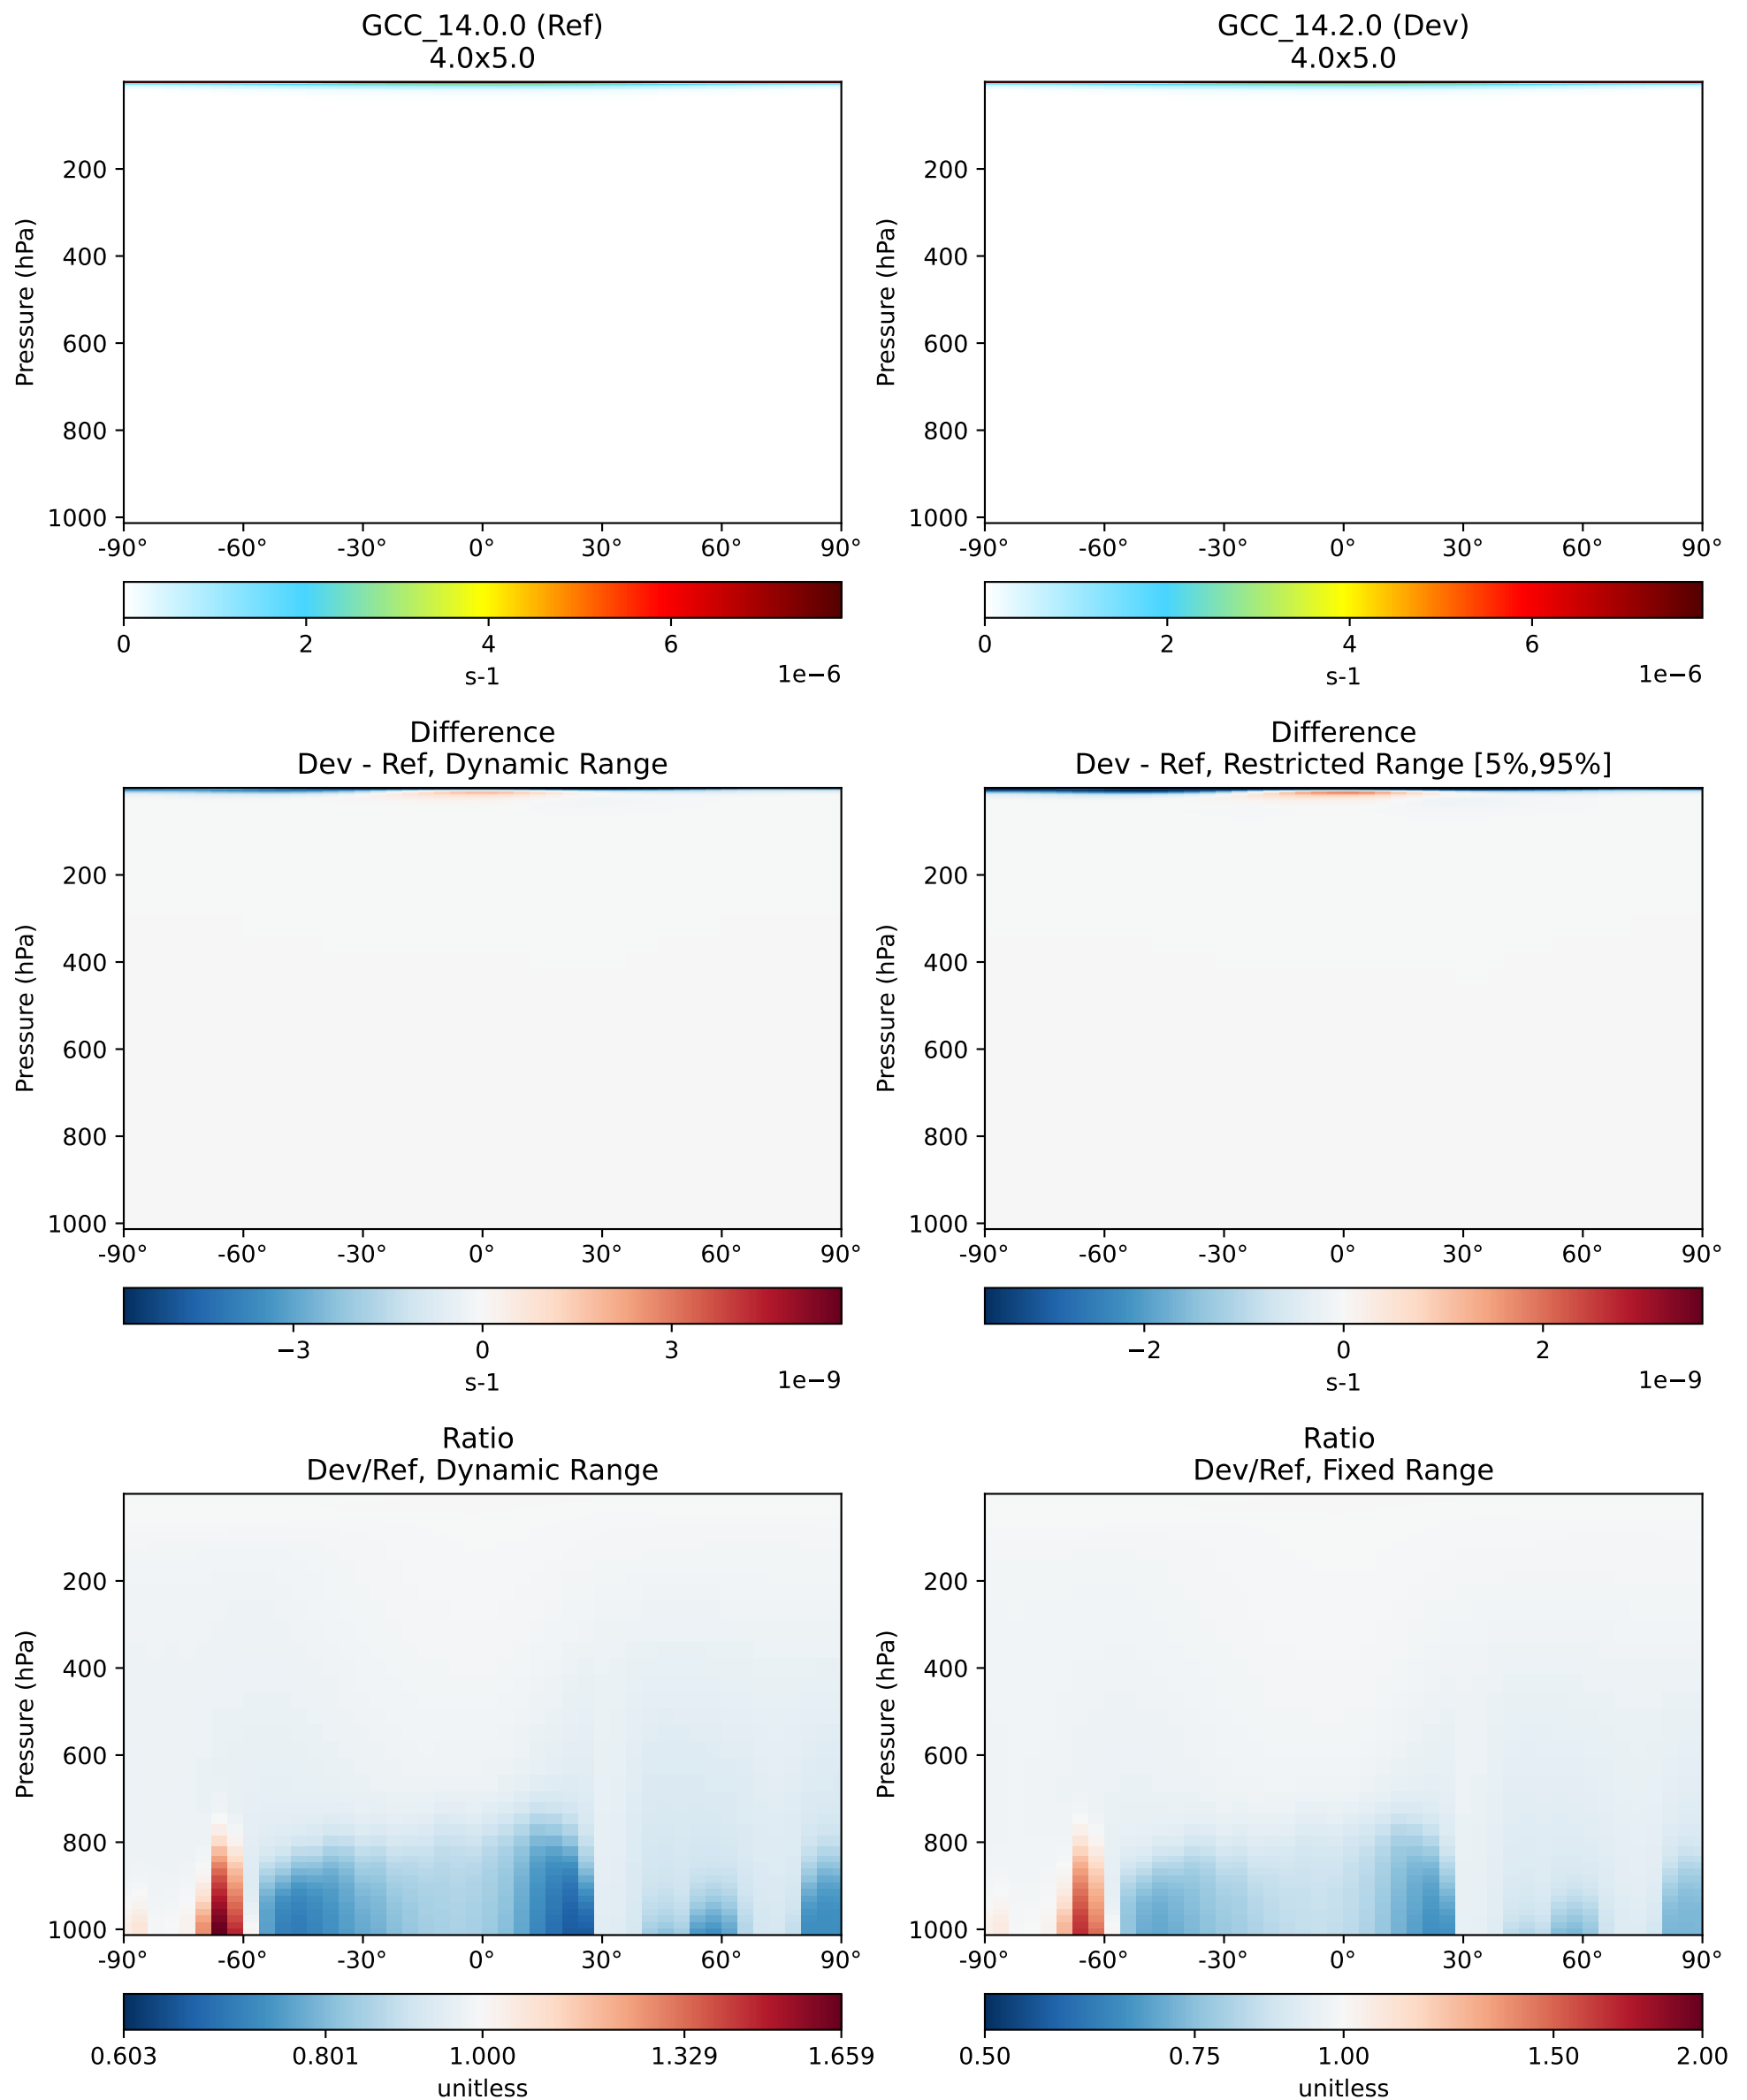 GCC_14.0.0 (Ref)
4.0x5.0
Pressure (hPa)
200
400
600
800
1000
-90° -60° -30° 0° 30° 60° 90°
0 2 4 6
s-1 1e−6
GCC_14.2.0 (Dev)
4.0x5.0
Pressure (hPa)
200
400
600
800
1000
-90° -60° -30° 0° 30° 60° 90°
0 2 4 6
s-1 1e−6
Difference
Dev - Ref, Dynamic Range
Pressure (hPa)
200
400
600
800
1000
-90° -60° -30° 0° 30° 60° 90°
−3 0 3
s-1 1e−9
Difference
Dev - Ref, Restricted Range [5%,95%]
Pressure (hPa)
200
400
600
800
1000
-90° -60° -30° 0° 30° 60° 90°
−2 0 2
s-1 1e−9
Ratio
Dev/Ref, Dynamic Range
Pressure (hPa)
200
400
600
800
1000
-90° -60° -30° 0° 30° 60° 90°
0.603 0.801 1.000 1.329 1.659
unitless
Ratio
Dev/Ref, Fixed Range
Pressure (hPa)
200
400
600
800
1000
-90° -60° -30° 0° 30° 60° 90°
0.50 0.75 1.00 1.50 2.00
unitless